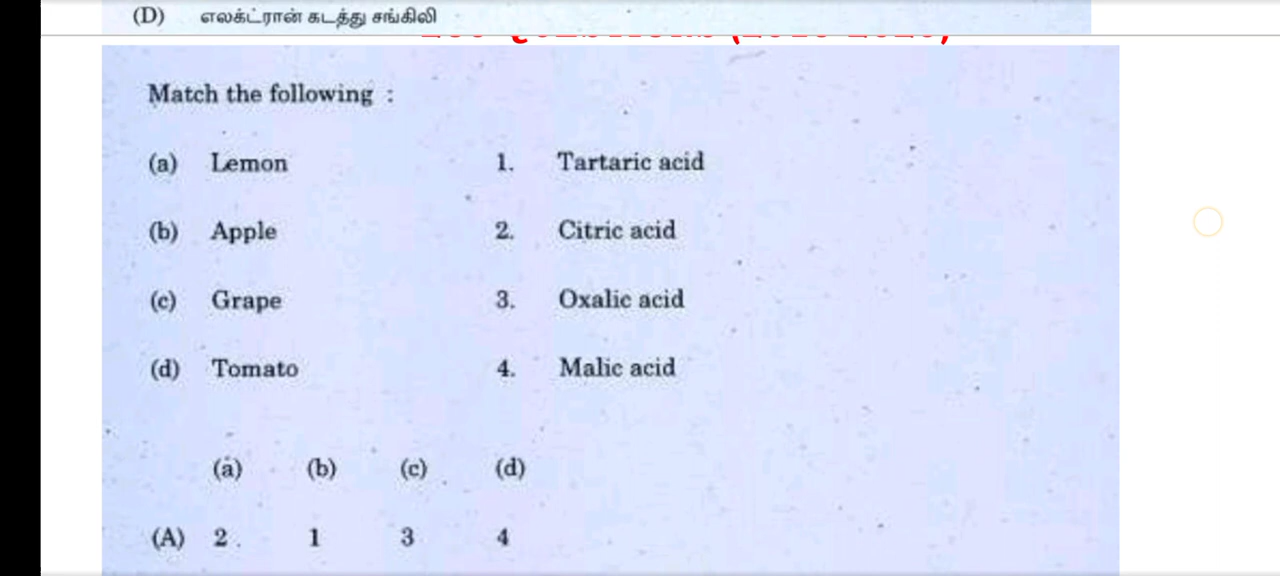 (D) எலக்ட்ரான் கடத்து சங்கிலி
Match the following :
(a) Lemon 1. Tartaric acid
(b) Apple 2. Citric acid
(c) Grape 3. Oxalic acid
(d) Tomato 4. Malic acid
(a) (b) (c) (d)
(A) 2 1 3 4